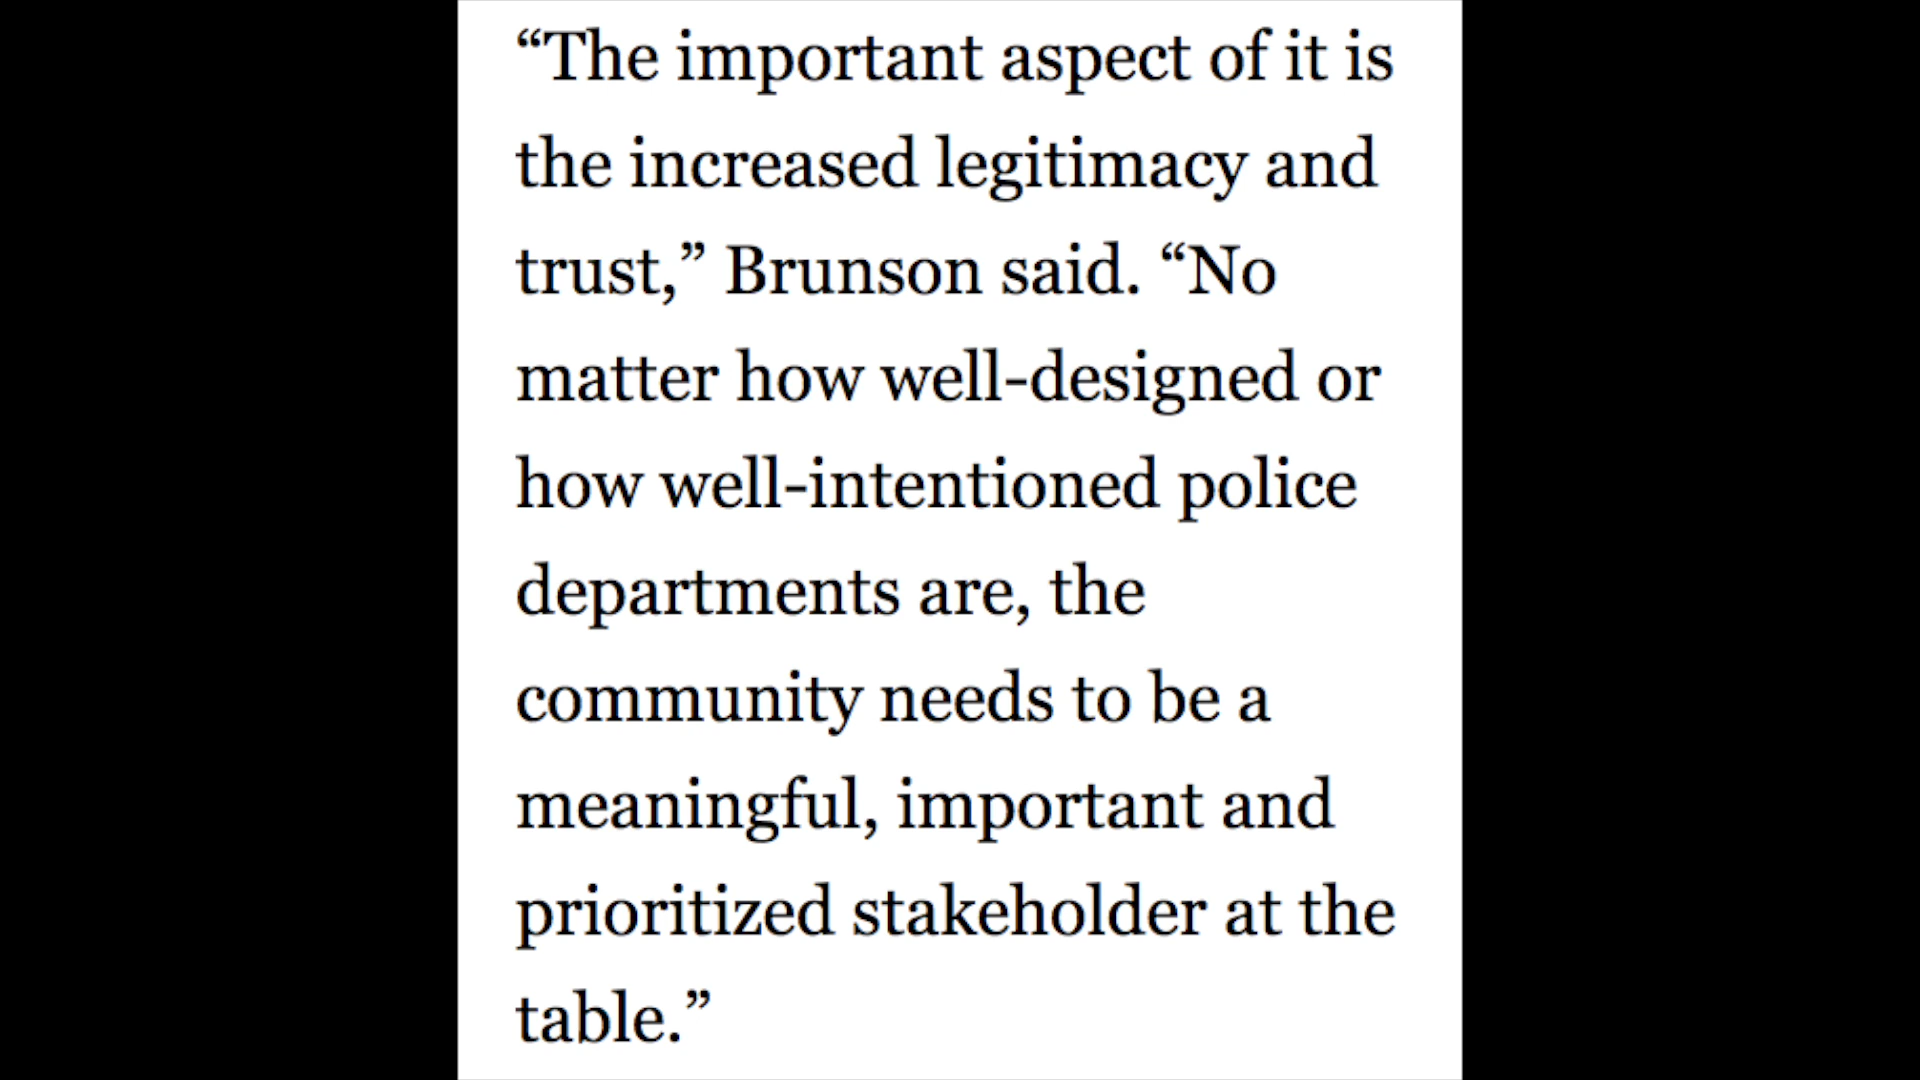 “The important aspect of it is
the increased legitimacy and
trust,” Brunson said. “No
matter how well-designed or
how well-intentioned police
departments are, the
community needs to be a
meaningful, important and
prioritized stakeholder at the
table.”